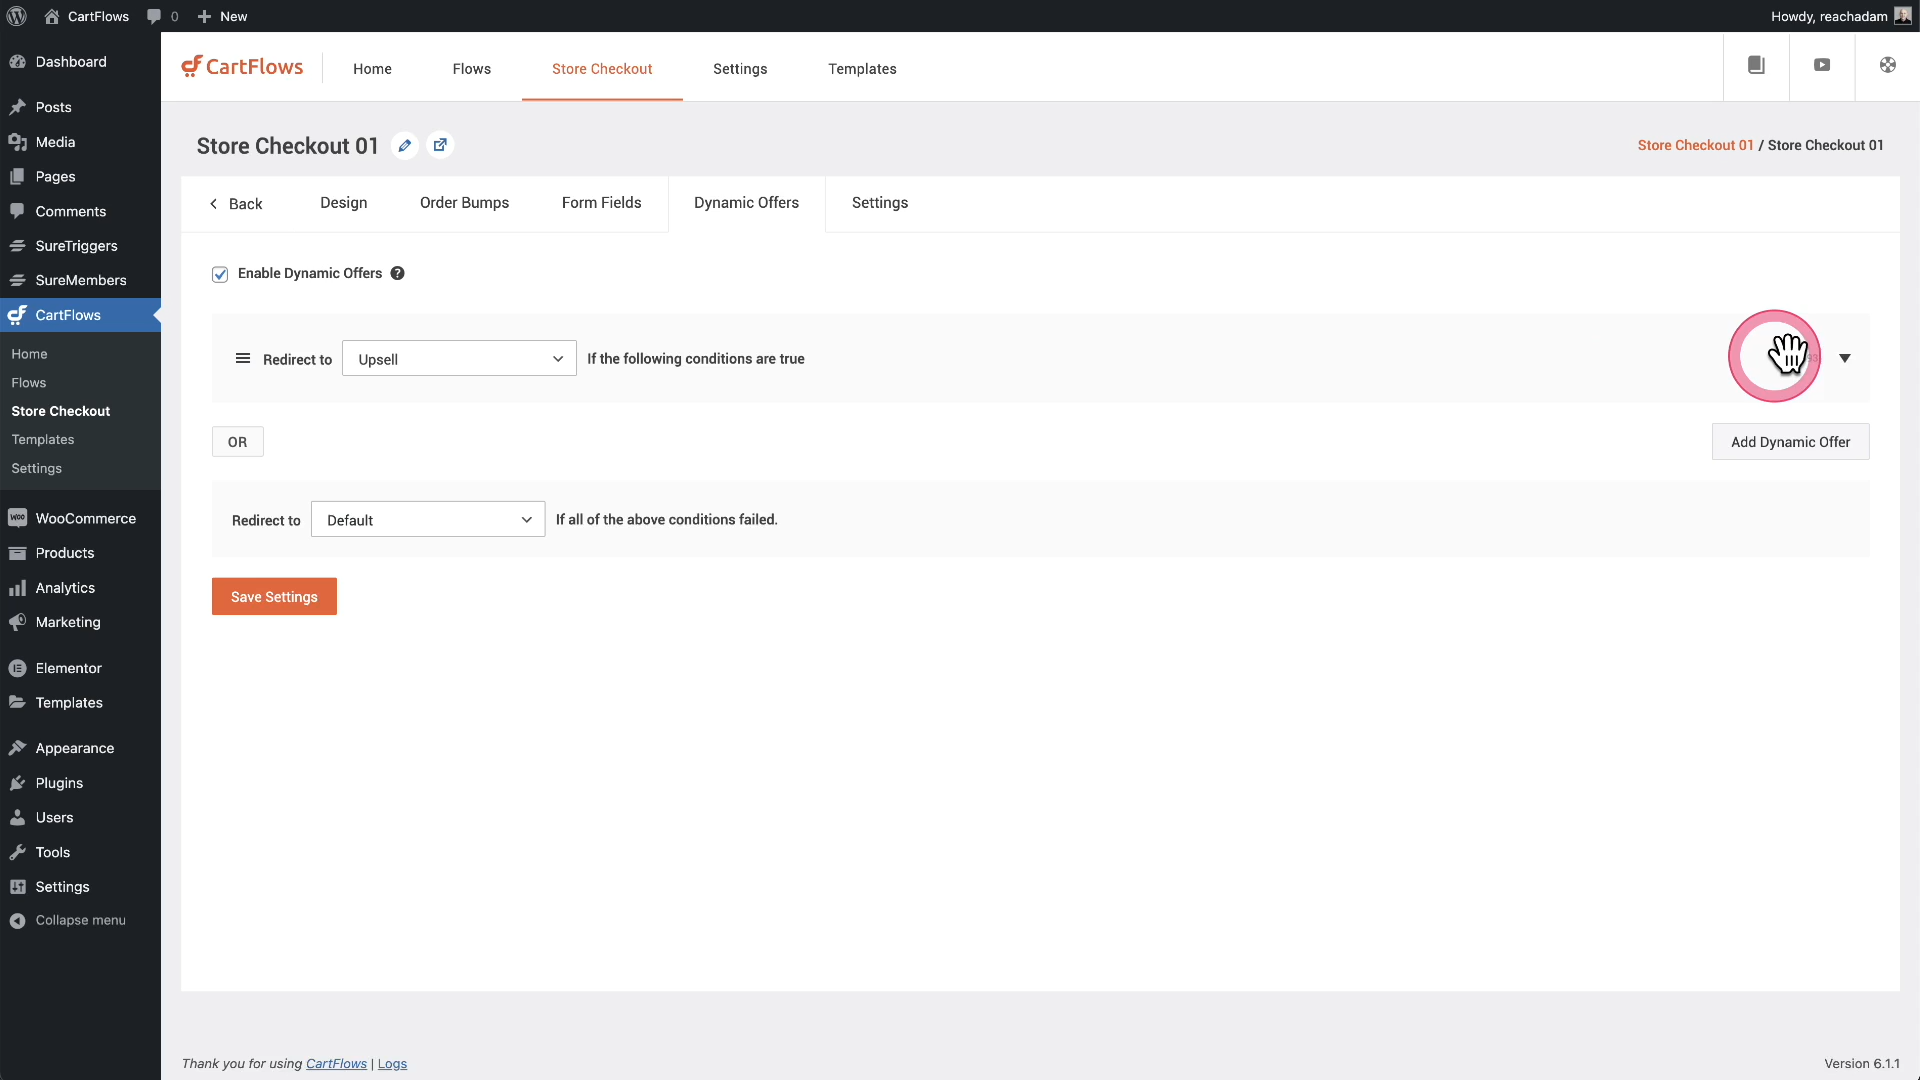 CartFlows
0
New
Howdy, reachadam
Dashboard
Posts
Media
Pages
Comments
SureTriggers
SureMembers
CartFlows
Home
Flows
Store Checkout
Templates
Settings
WooCommerce
Products
Analytics
Marketing
Elementor
Templates
Appearance
Plugins
Users
Tools
Settings
Collapse menu
CartFlows
Home
Flows
Store Checkout
Settings
Templates
Store Checkout 01
Store Checkout 01 / Store Checkout 01
Back
Design
Order Bumps
Form Fields
Dynamic Offers
Settings
Enable Dynamic Offers ?
Redirect to Upsell If the following conditions are true
OR
Add Dynamic Offer
Redirect to Default If all of the above conditions failed.
Save Settings
Thank you for using CartFlows | Logs
Version 6.1.1